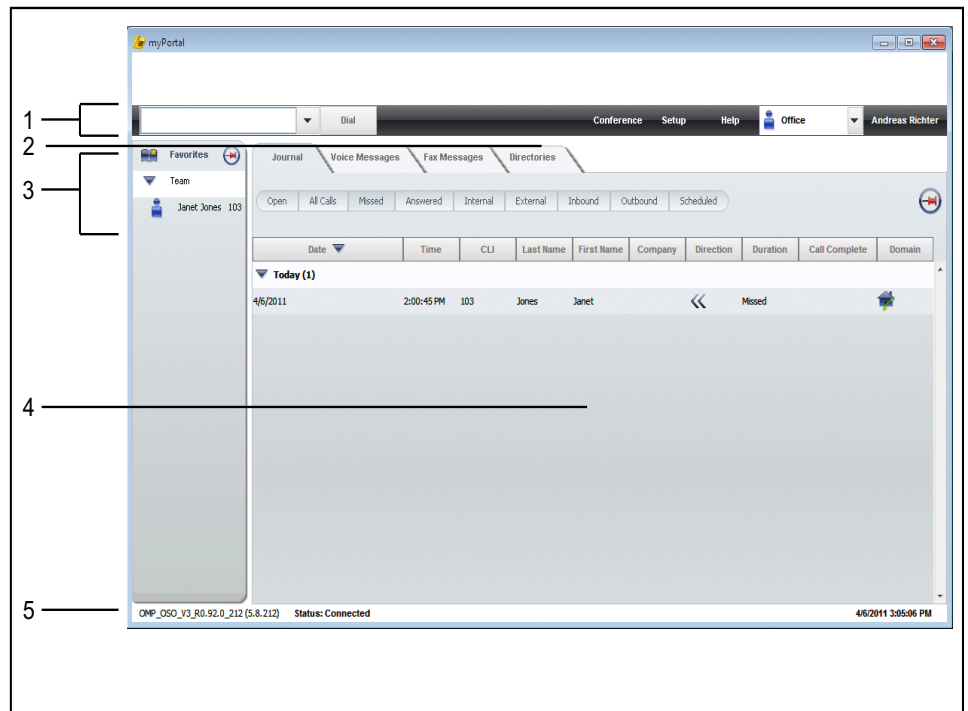 myPortal
1
Dial Conference Setup Help Office Andreas Richter
2
3
Favorites
Team
Janet Jones 103
Journal Voice Messages Fax Messages Directories
Open All Calls Missed Answered Internal External Inbound Outbound Scheduled
Date Time CLI Last Name First Name Company Direction Duration Call Complete Domain
Today (1)
4/6/2011 2:00:45 PM 103 Jones Janet Missed
4
5
OMP_OSO_V3_R0.92.0_212 (5.8.212) Status: Connected 4/6/2011 3:05:06 PM